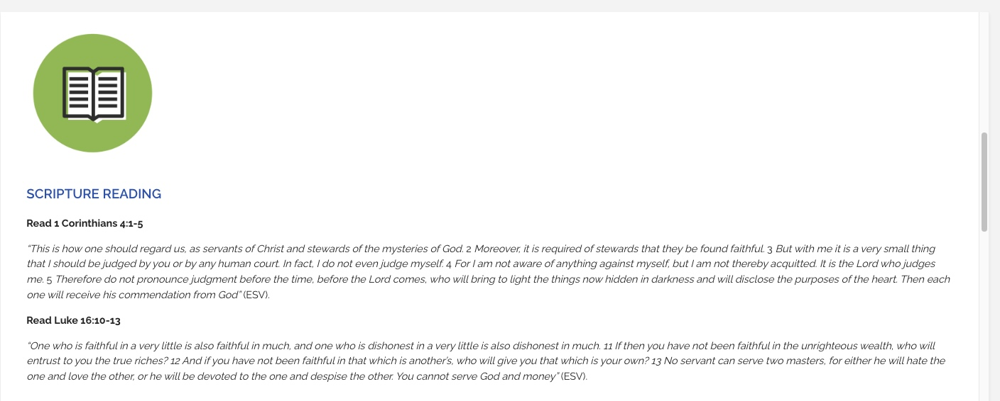 SCRIPTURE READING
Read 1 Corinthians 4:1-5
“This is how one should regard us, as servants of Christ and stewards of the mysteries of God. 2 Moreover, it is required of stewards that they be found faithful. 3 But with me it is a very small thing
that I should be judged by you or by any human court. In fact, I do not even judge myself. 4 For I am not aware of anything against myself, but I am not thereby acquitted. It is the Lord who judges
me. 5 Therefore do not pronounce judgment before the time, before the Lord comes, who will bring to light the things now hidden in darkness and will disclose the purposes of the heart. Then each
one will receive his commendation from God” (ESV).
Read Luke 16:10-13
“One who is faithful in a very little is also faithful in much, and one who is dishonest in a very little is also dishonest in much. 11 If then you have not been faithful in the unrighteous wealth, who will
entrust to you the true riches? 12 And if you have not been faithful in that which is another’s, who will give you that which is your own? 13 No servant can serve two masters, for either he will hate the
one and love the other, or he will be devoted to the one and despise the other. You cannot serve God and money” (ESV).